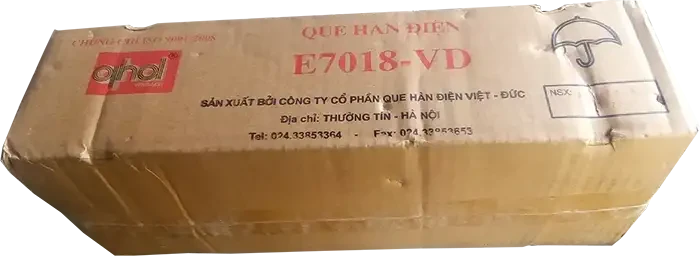 QUE HÀN ĐIỆN
E7018-VD
SẢN XUẤT BỞI CÔNG TY CỔ PHẦN QUE HÀN ĐIỆN VIỆT - ĐỨC
Địa chỉ: THƯỜNG TÍN - HÀ NỘI
Tel: 024.33853364 - Fax: 024.33853653
NSX: